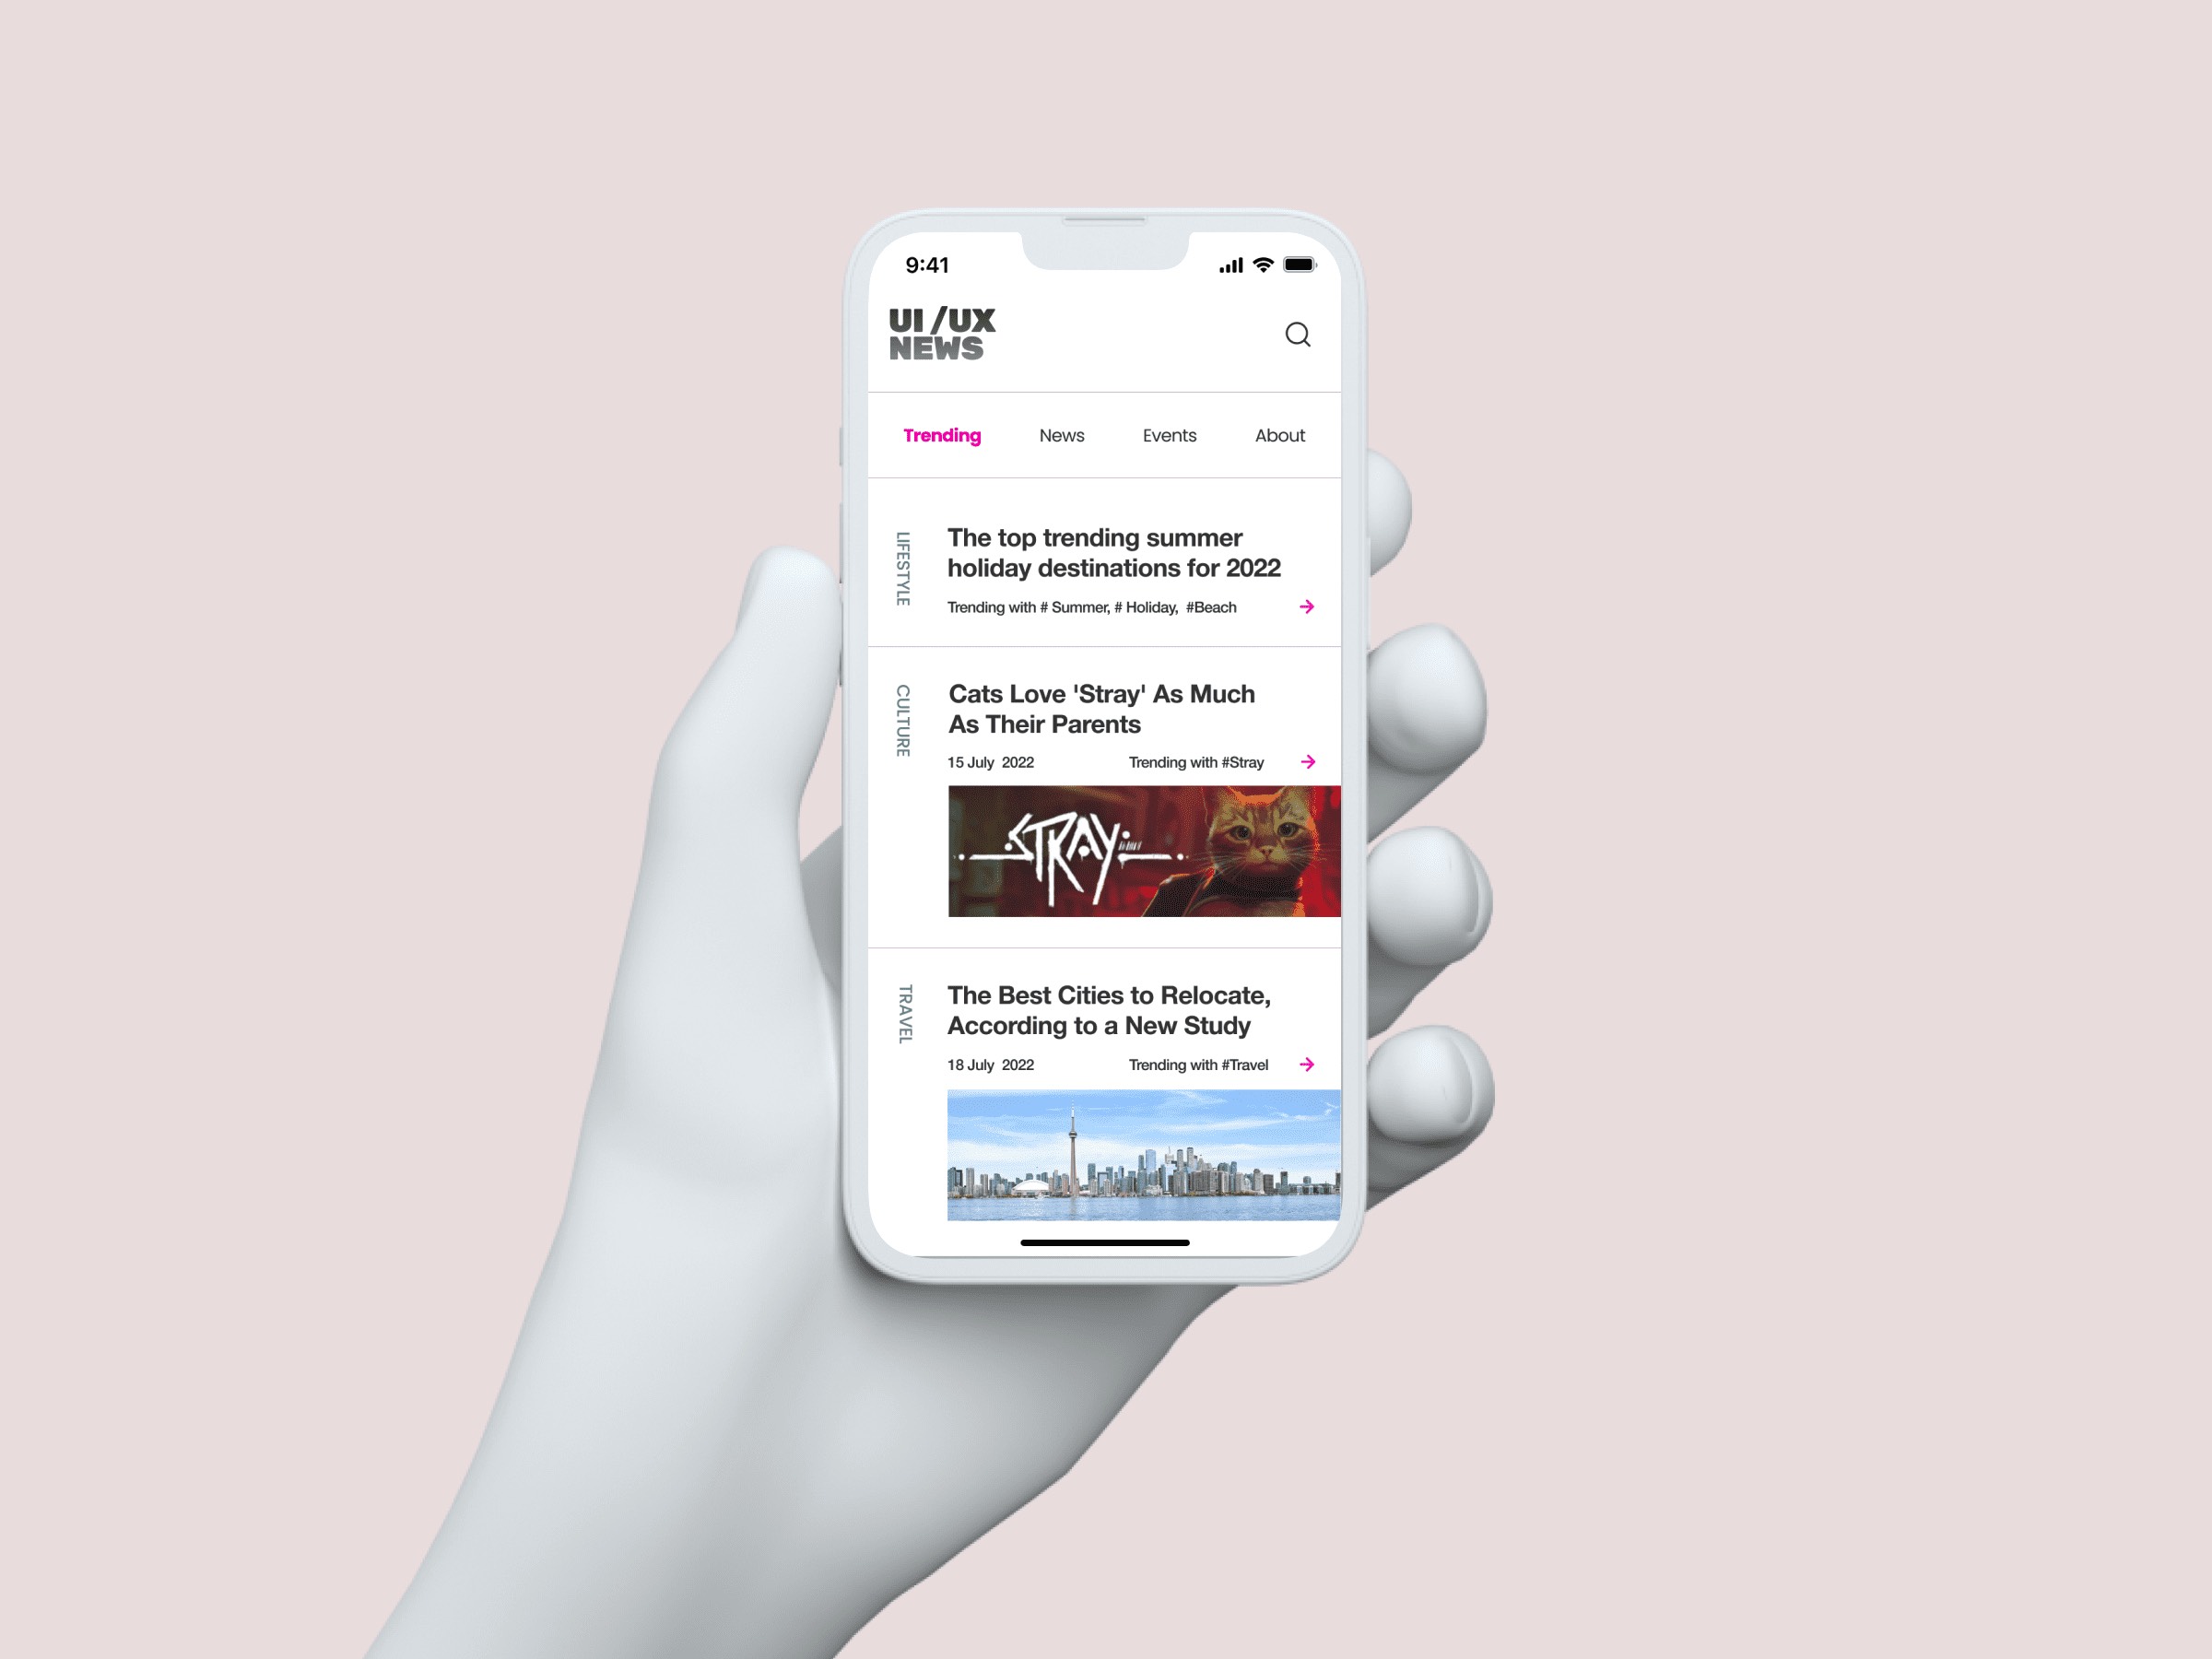 9:41
UI /UX
NEWS
Trending News Events About
LIFESTYLE
The top trending summer
holiday destinations for 2022
Trending with # Summer, # Holiday, #Beach
CULTURE
Cats Love 'Stray' As Much
As Their Parents
15 July 2022 Trending with #Stray
STRAY
TRAVEL
The Best Cities to Relocate,
According to a New Study
18 July 2022 Trending with #Travel